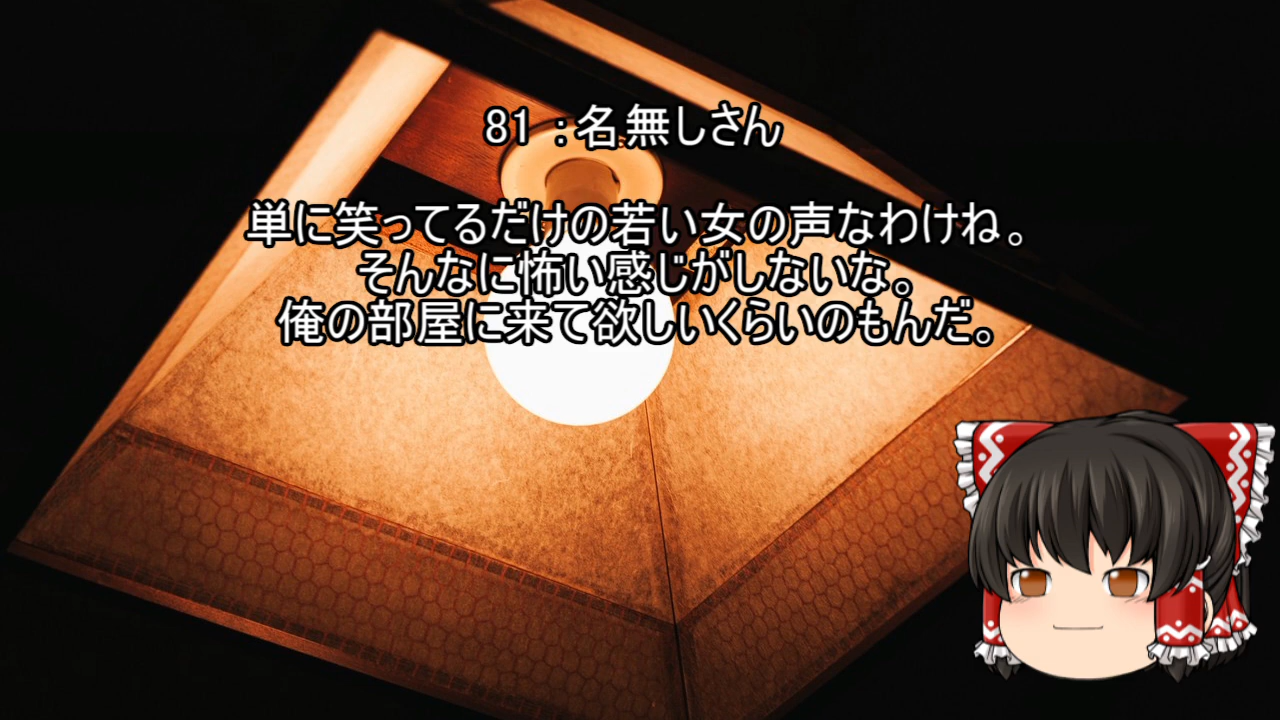 81 :名無しさん
単に笑ってるだけの若い女の声なわけね。
そんなに怖い感じがしないな。
俺の部屋に来て欲しいくらいのもんだ。